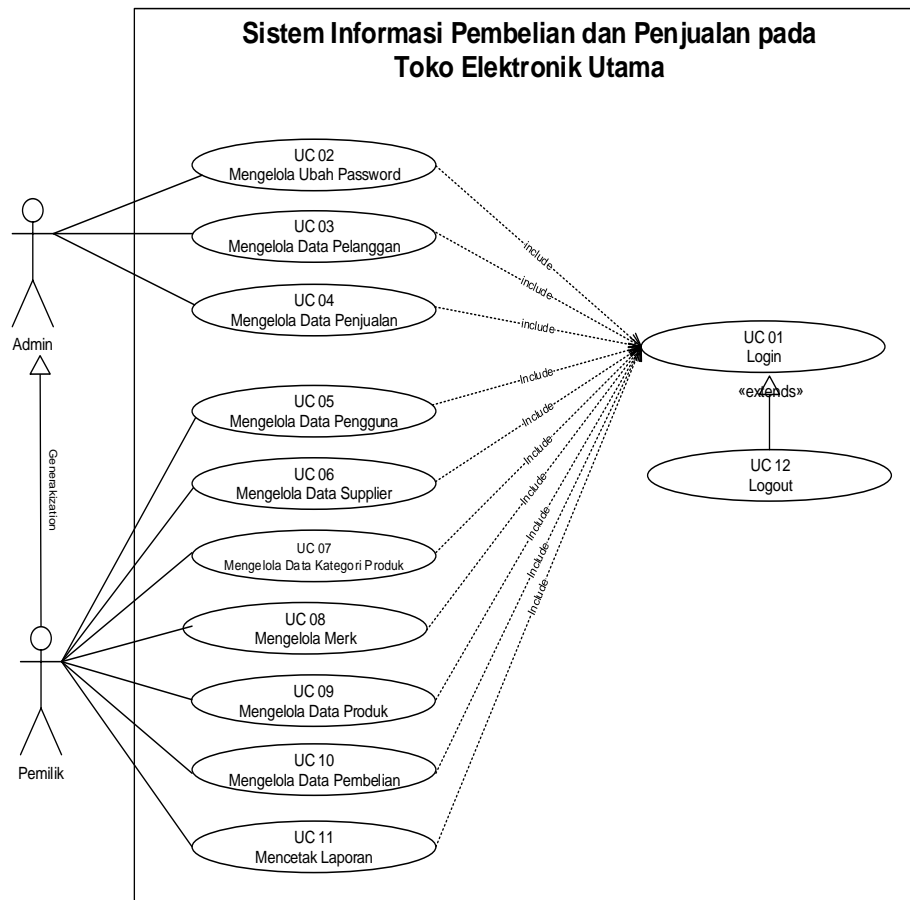 Sistem Informasi Pembelian dan Penjualan pada
Toko Elektronik Utama
UC 02
Mengelola Ubah Password
UC 03
Mengelola Data Pelanggan
UC 04
Mengelola Data Penjualan
Admin
include
include
include
UC 01
Login
«extends»
UC 12
Logout
UC 05
Mengelola Data Pengguna
UC 06
Mengelola Data Supplier
UC 07
Mengelola Data Kategori Produk
UC 08
Mengelola Merk
UC 09
Mengelola Data Produk
UC 10
Mengelola Data Pembelian
UC 11
Mencetak Laporan
Include
Include
Include
Include
Include
Include
Include
Generakization
Pemilik